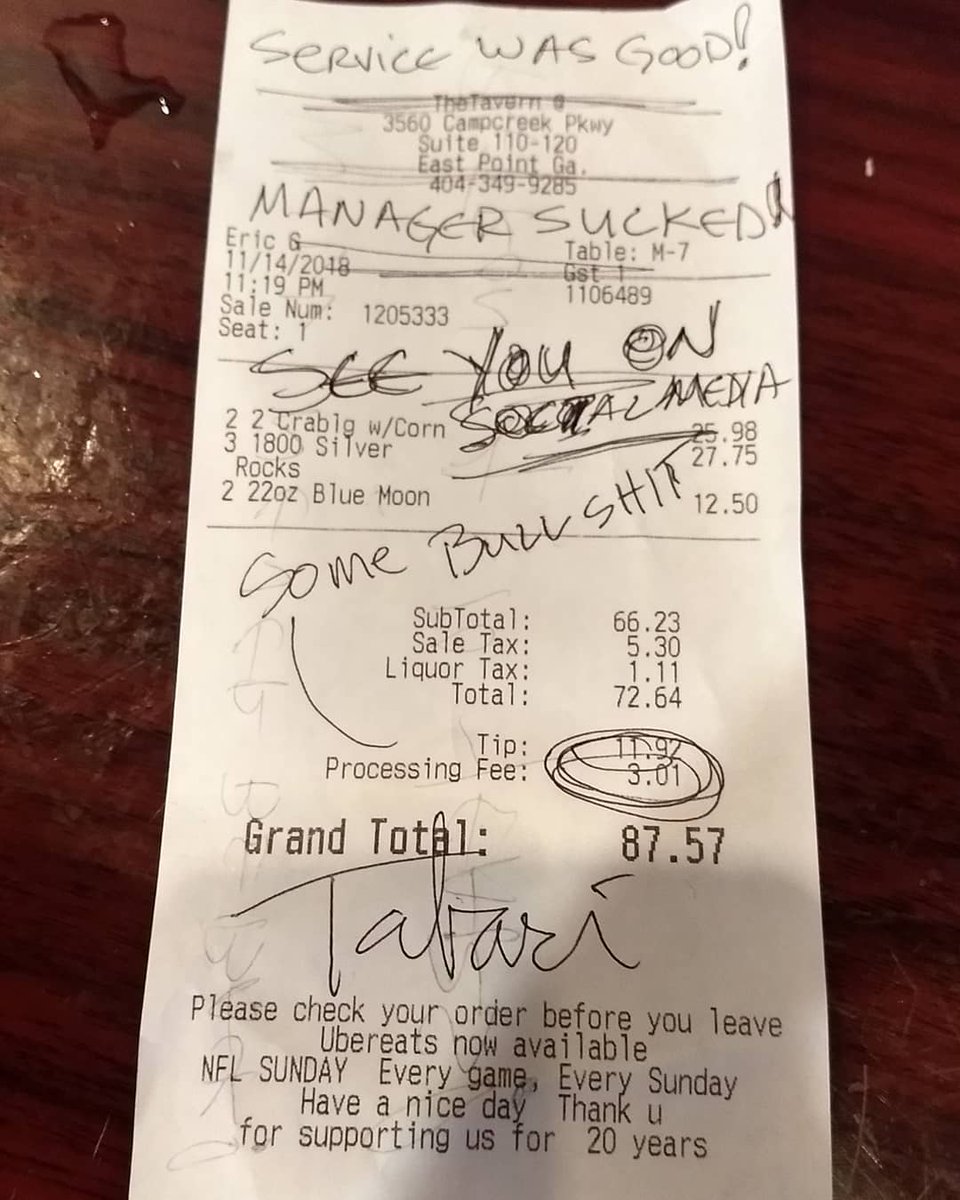 SERVICE WAS GOOD!
TheTavern @
3560 Campcreek Pkwy
Suite 110-120
East Point Ga.
404-349-9285
MANAGER SUCKED!
Eric G Table: M-7
11/14/2018 Gst 1
11:19 PM 1106489
Sale Num: 1205333
Seat: 1
SEE YOU ON
SOCIAL MEDIA
2 2 Crablg w/Corn 25.98
3 1800 Silver 27.75
Rocks
2 22oz Blue Moon 12.50
Some BULLSHIT
SubTotal: 66.23
Sale Tax: 5.30
Liquor Tax: 1.11
Total: 72.64
Tip: 11.92
Processing Fee: 3.01
Grand Total: 87.57
Tabari
Please check your order before you leave
Ubereats now available
NFL SUNDAY Every game, Every Sunday
Have a nice day Thank u
for supporting us for 20 years